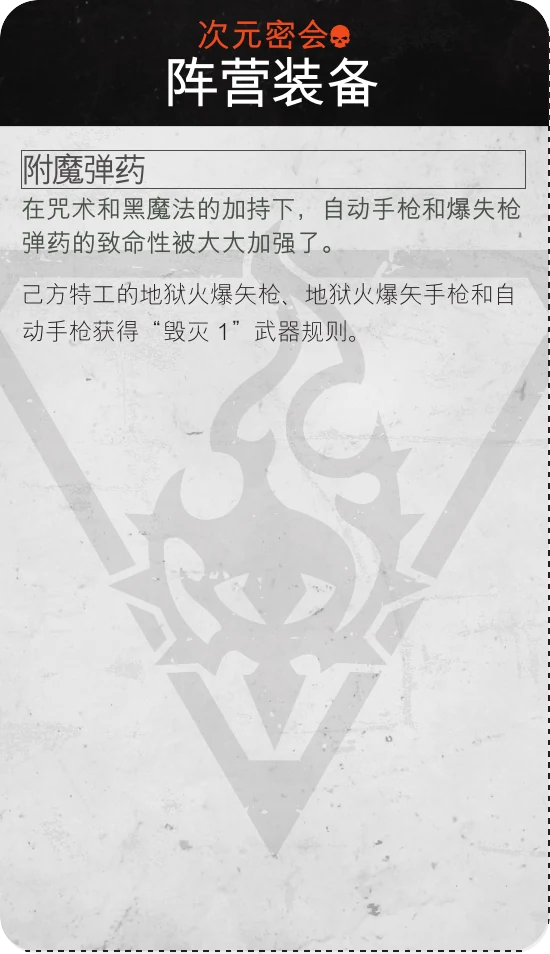 次元密会
阵营装备
附魔弹药
在咒术和黑魔法的加持下，自动手枪和爆矢枪
弹药的致命性被大大加强了。
己方特工的地狱火爆矢枪、地狱火爆矢手枪和自
动手枪获得“毁灭 1”武器规则。